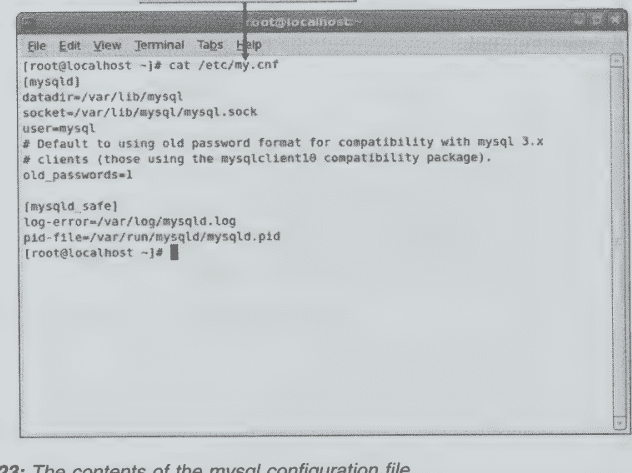 root@localhost:~
File Edit View Terminal Tabs Help
[root@localhost ~]# cat /etc/my.cnf
[mysqld]
datadir=/var/lib/mysql
socket=/var/lib/mysql/mysql.sock
user=mysql
# Default to using old password format for compatibility with mysql 3.x
# clients (those using the mysqlclient10 compatibility package).
old_passwords=1
[mysqld_safe]
log-error=/var/log/mysqld.log
pid-file=/var/run/mysqld/mysqld.pid
[root@localhost ~]#
22: The contents of the mysql configuration file